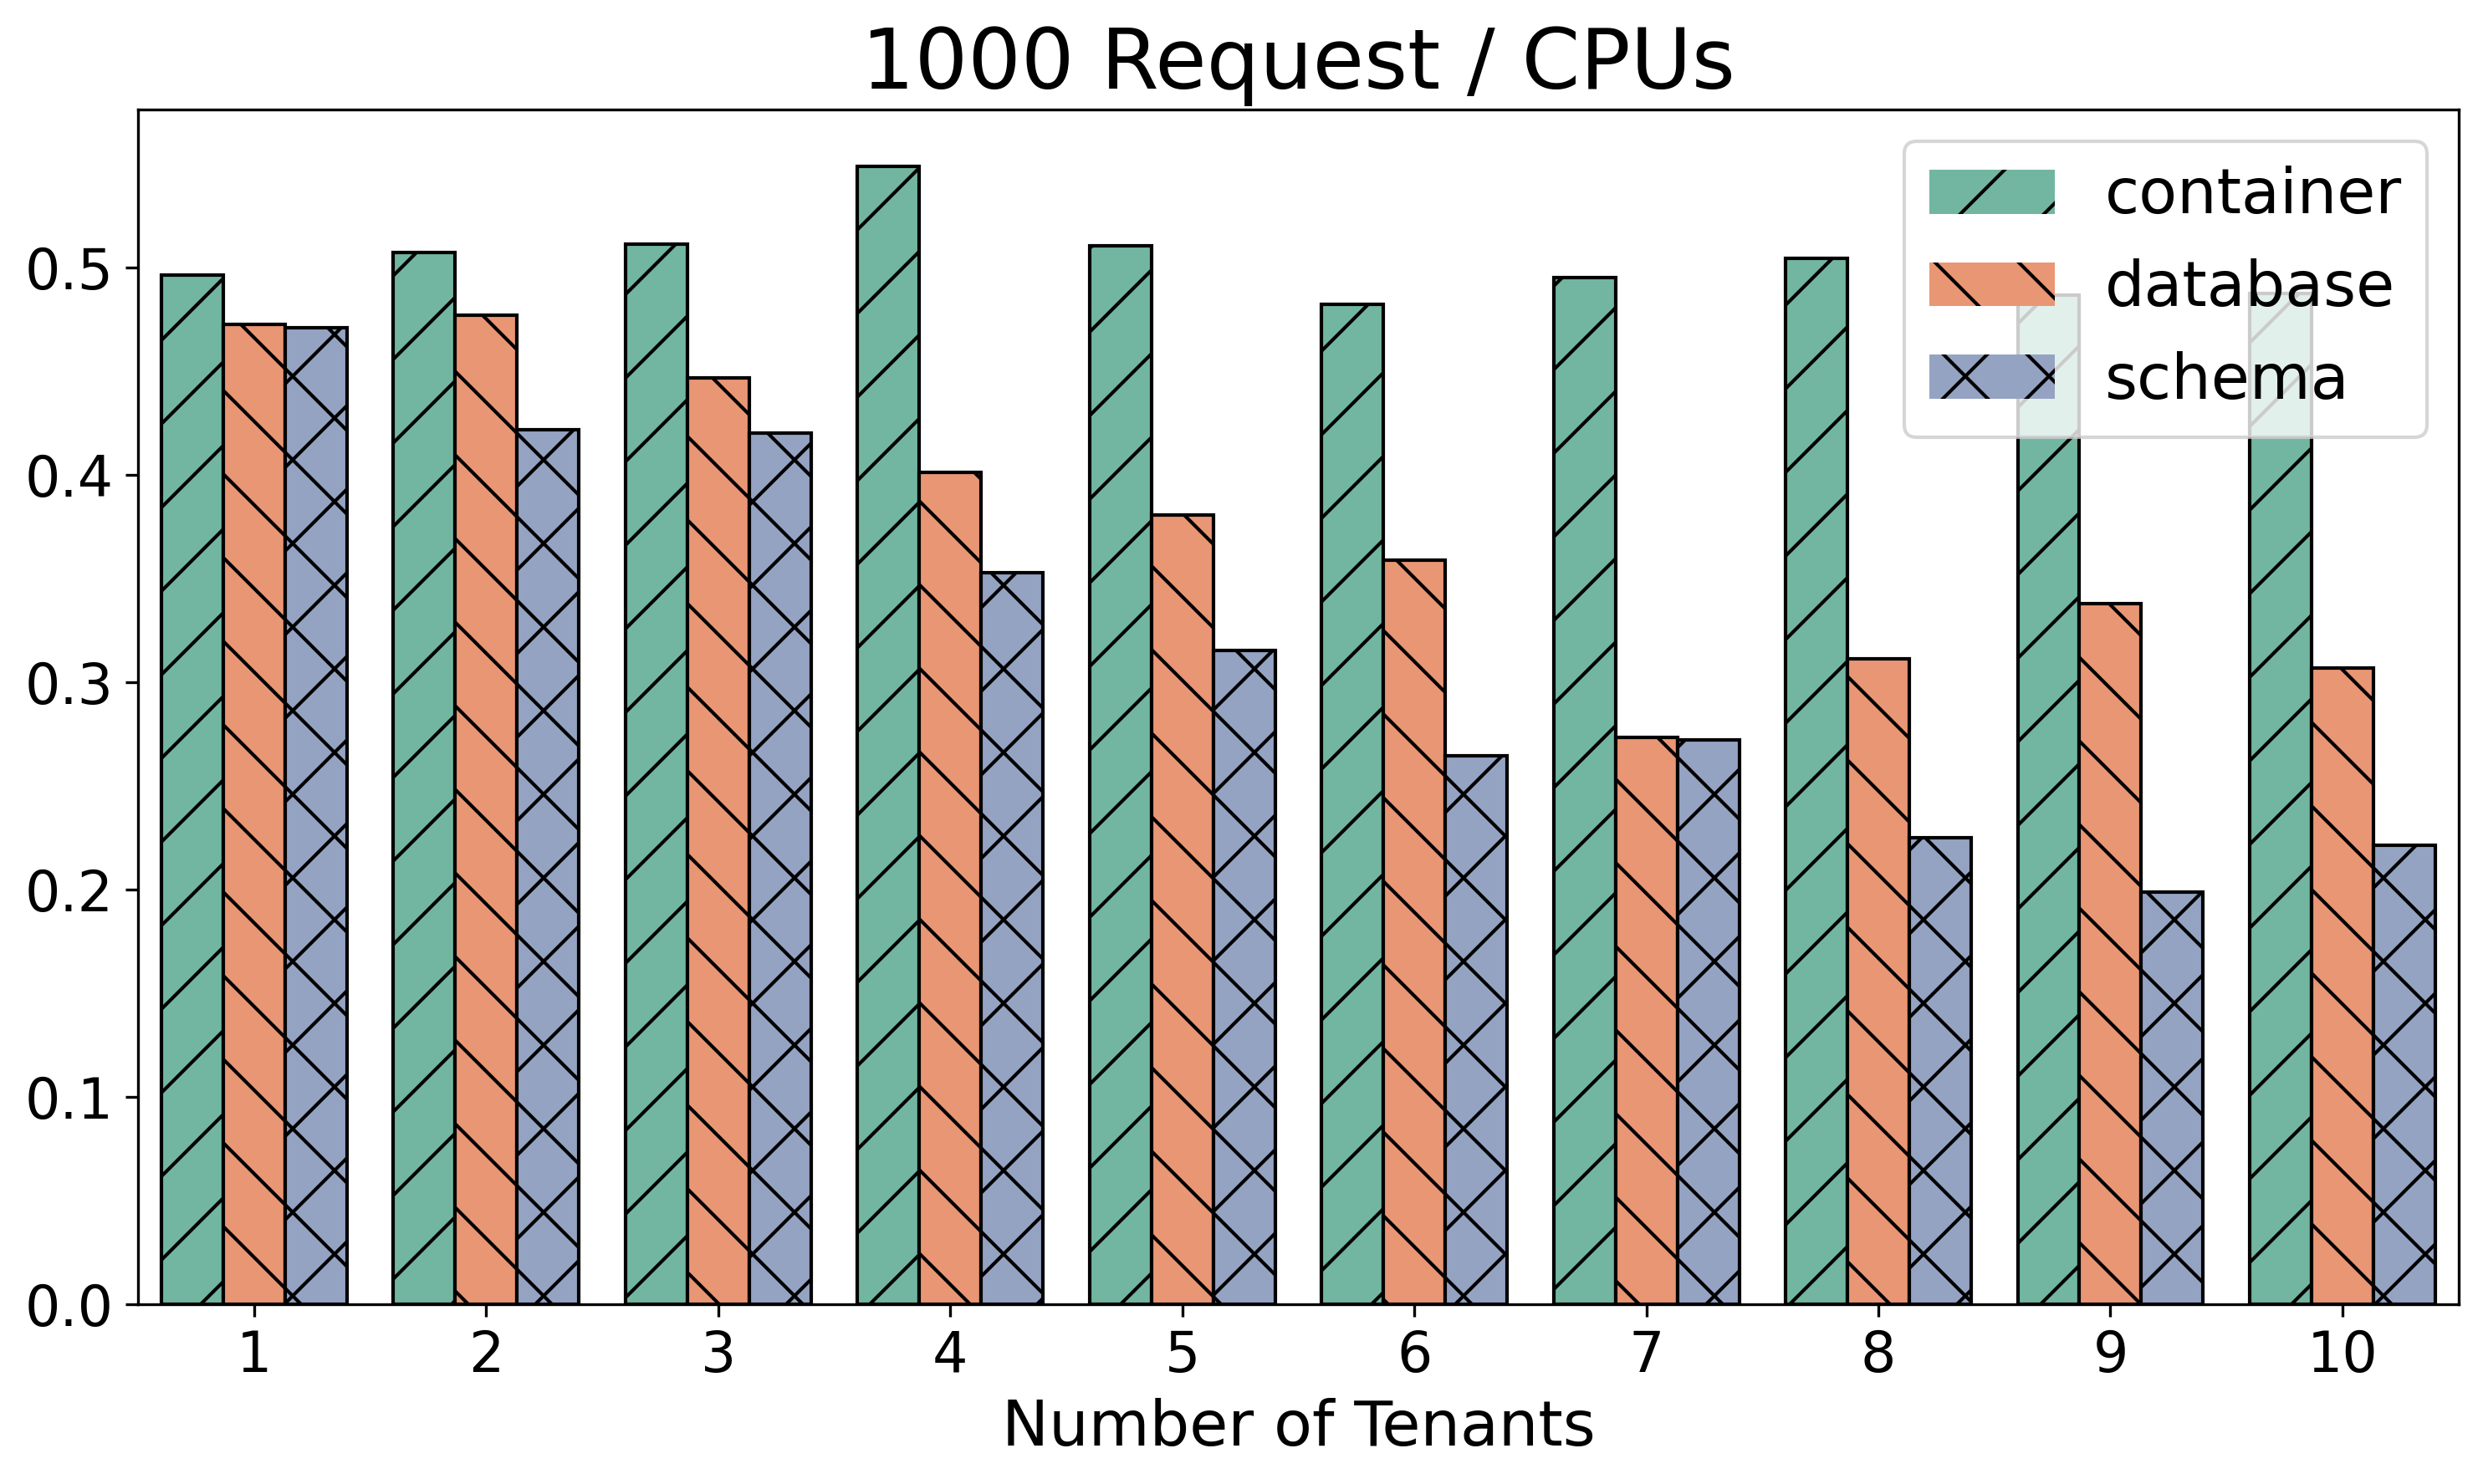 1000 Request / CPUs
container
database
schema
0.5
0.4
0.3
0.2
0.1
0.0
1 2 3 4 5 6 7 8 9 10
Number of Tenants